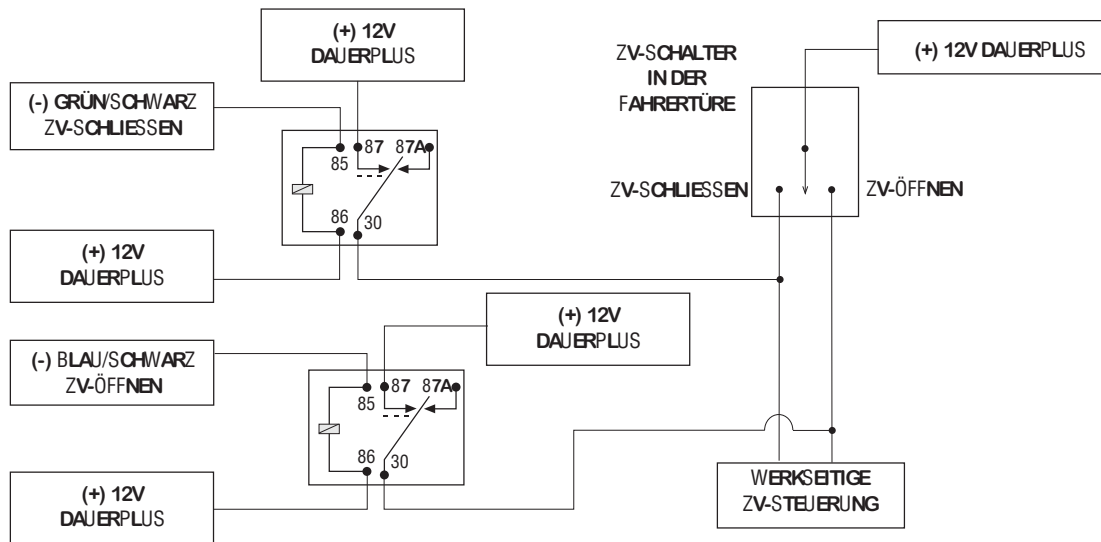 (+) 12V
DAUERPLUS
ZV-SCHALTER
IN DER
FAHRERTÜRE
(+) 12V DAUERPLUS
(-) GRÜN/SCHWARZ
ZV-SCHLIESSEN
87
87A
85
86
30
ZV-SCHLIESSEN
ZV-ÖFFNEN
(+) 12V
DAUERPLUS
(+) 12V
DAUERPLUS
(-) BLAU/SCHWARZ
ZV-ÖFFNEN
87
87A
85
86
30
(+) 12V
DAUERPLUS
WERKSEITIGE
ZV-STEUERUNG